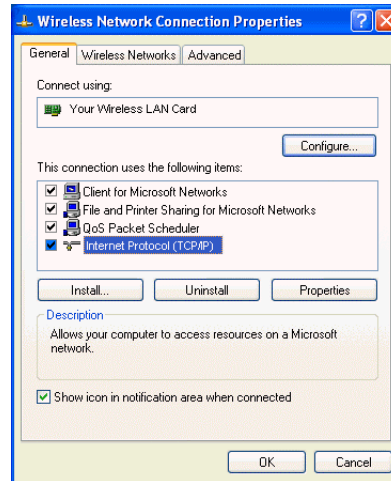 Wireless Network Connection Properties
General
Wireless Networks
Advanced
Connect using:
Your Wireless LAN Card
Configure...
This connection uses the following items:
Client for Microsoft Networks
File and Printer Sharing for Microsoft Networks
QoS Packet Scheduler
Internet Protocol (TCP/IP)
Install...
Uninstall
Properties
Description
Allows your computer to access resources on a Microsoft
network.
Show icon in notification area when connected
OK
Cancel